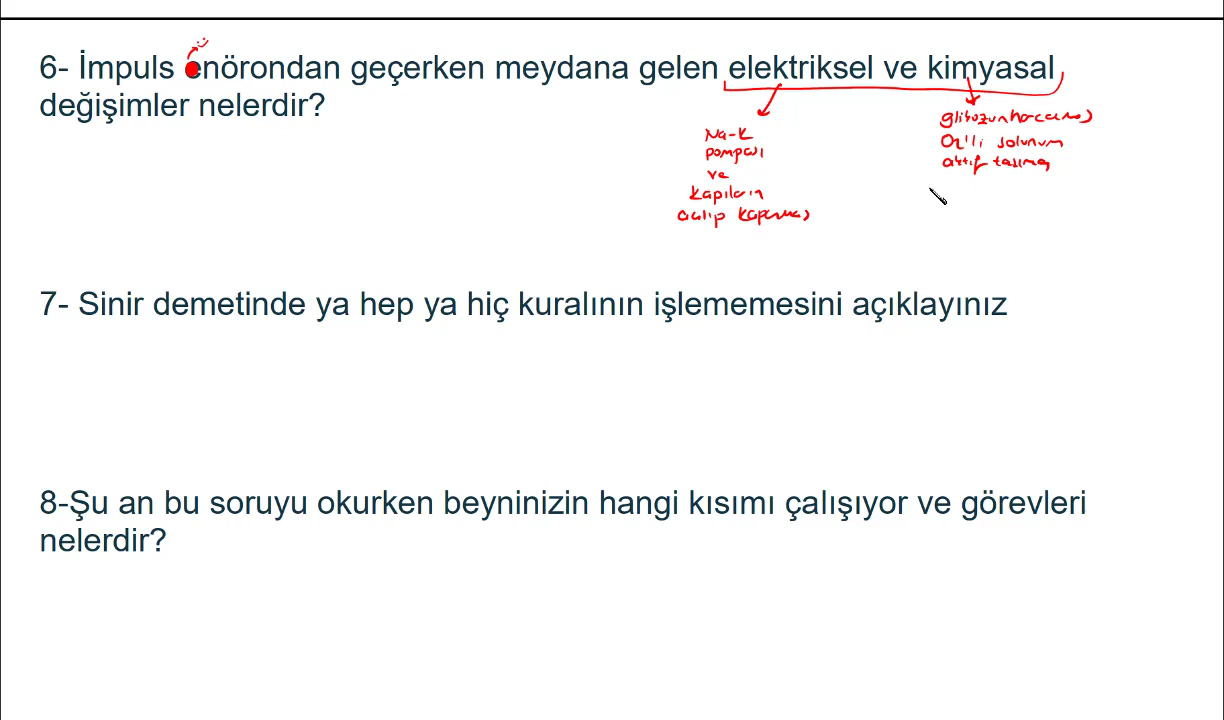 6- İmpuls enörondan geçerken meydana gelen elektriksel ve kimyasal
değişimler nelerdir?
Na-K
pompası
ve
kapıların
açılıp kapanması
glikozun harcanması
O2'li solunum
aktif taşıma
7- Sinir demetinde ya hep ya hiç kuralının işlememesini açıklayınız
8-Şu an bu soruyu okurken beyninizin hangi kısımı çalışıyor ve görevleri
nelerdir?